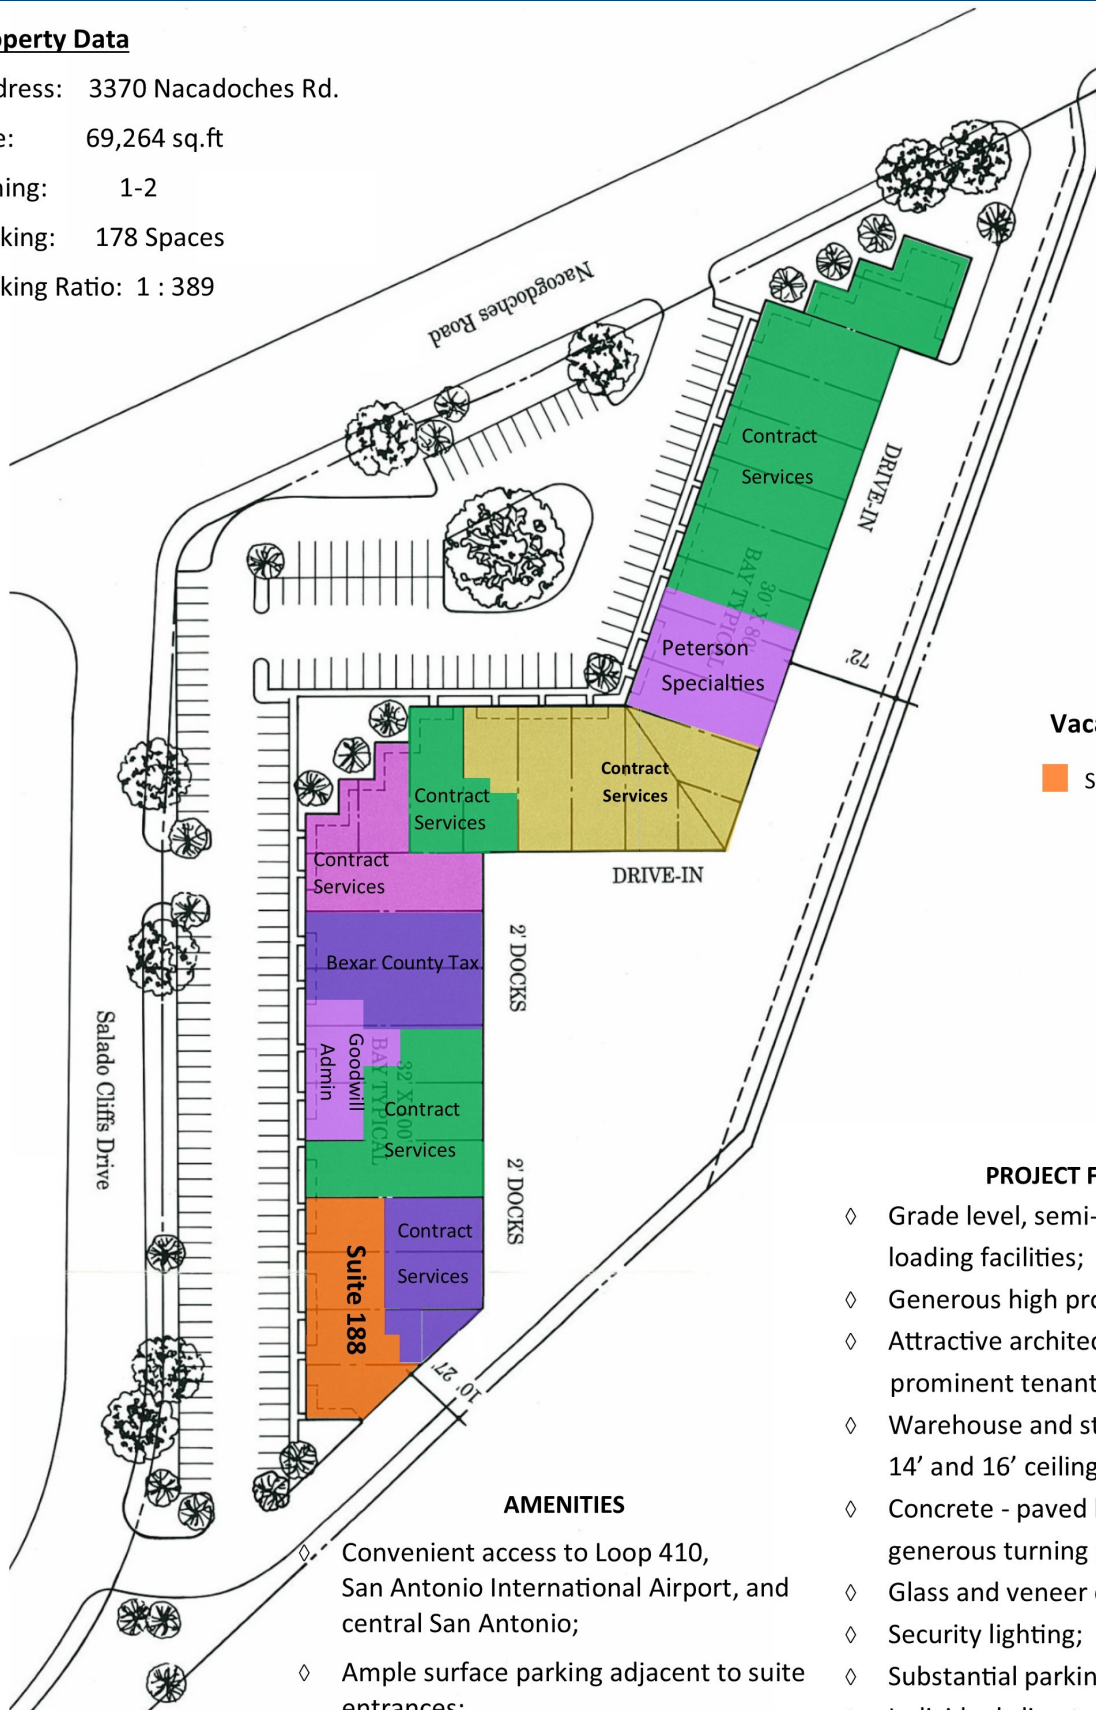 operty Data
dress: 3370 Nacadoches Rd.
e: 69,264 sq.ft
ning: 1-2
king: 178 Spaces
king Ratio: 1 : 389
Nacogdoches Road
Contract
Services
DRIVE-IN
30' X 80'
BAY TYPICAL
Peterson
Specialties
72'
Vaca
S
Contract
Services
Contract
Services
DRIVE-IN
Contract
Services
Bexar County Tax
2' DOCKS
Goodwill
Admin
BAY TYPICAL
Contract
Services
Salado Cliffs Drive
2' DOCKS
Contract
Services
Suite 188
10' 27'
PROJECT F
◊ Grade level, semi-
loading facilities;
◊ Generous high pro
◊ Attractive architec
prominent tenant
◊ Warehouse and st
14’ and 16’ ceiling
◊ Concrete - paved
generous turning
◊ Glass and veneer
◊ Security lighting;
◊ Substantial parkin
AMENITIES
◊ Convenient access to Loop 410,
San Antonio International Airport, and
central San Antonio;
◊ Ample surface parking adjacent to suite
entrances;